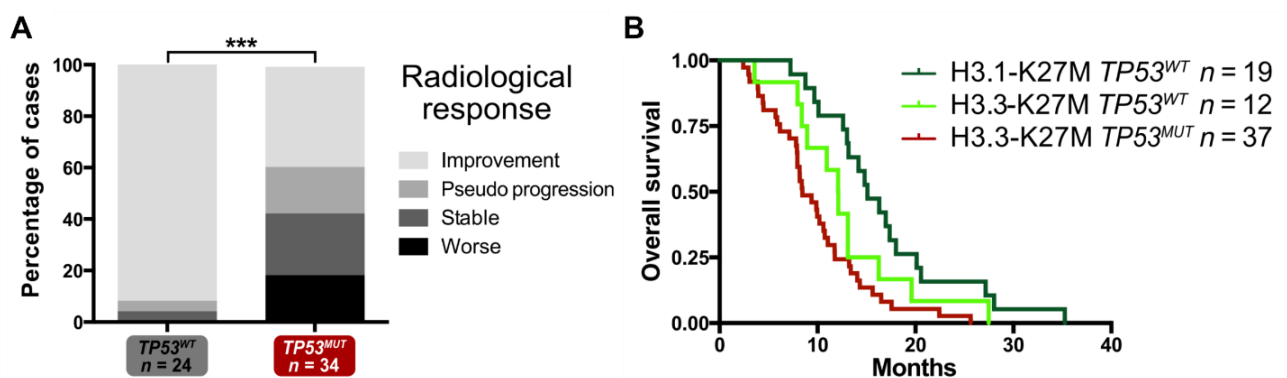 A
***
Percentage of cases
100
80
60
40
20
0
TP53WT
n = 24
TP53MUT
n = 34
Radiological
response
Improvement
Pseudo progression
Stable
Worse
B
Overall survival
1.00
0.75
0.50
0.25
0.00
0 10 20 30 40
Months
H3.1-K27M TP53WT n = 19
H3.3-K27M TP53WT n = 12
H3.3-K27M TP53MUT n = 37